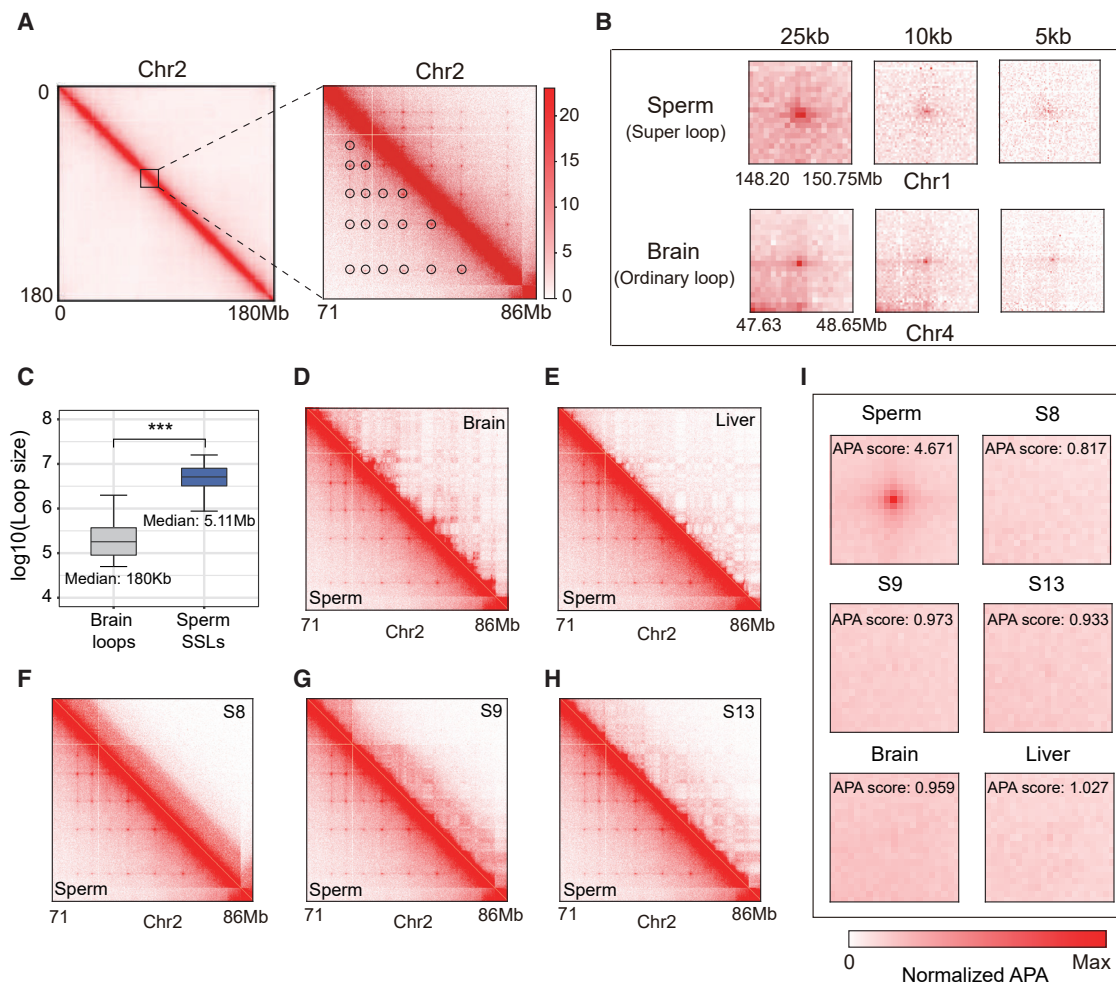 A
Chr2
0
180
0
180Mb
Chr2
71
86Mb
20
15
10
5
0
B
25kb
10kb
5kb
Sperm
(Super loop)
148.20
150.75Mb
Chr1
Brain
(Ordinary loop)
47.63
48.65Mb
Chr4
C
log10(Loop size)
8
7
6
5
4
***
Median: 5.11Mb
Median: 180Kb
Brain
loops
Sperm
SSLs
D
Brain
Sperm
71
Chr2
86Mb
E
Liver
Sperm
71
Chr2
86Mb
F
S8
Sperm
71
Chr2
86Mb
G
S9
Sperm
71
Chr2
86Mb
H
S13
Sperm
71
Chr2
86Mb
I
Sperm
APA score: 4.671
S8
APA score: 0.817
S9
APA score: 0.973
S13
APA score: 0.933
Brain
APA score: 0.959
Liver
APA score: 1.027
0
Max
Normalized APA